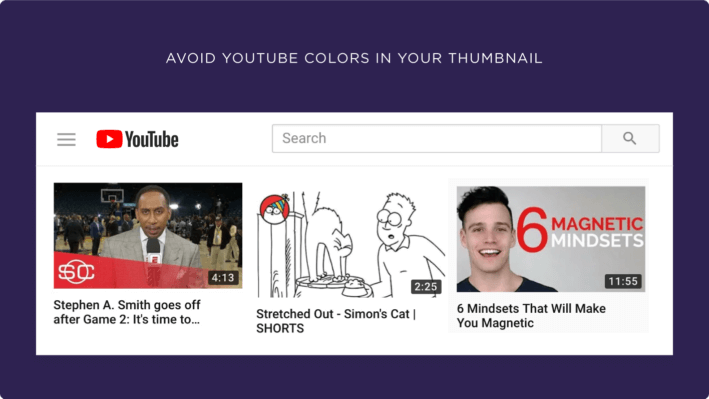 AVOID YOUTUBE COLORS IN YOUR THUMBNAIL
YouTube
Search
SC
4:13
Stephen A. Smith goes off
after Game 2: It's time to...
2:25
Stretched Out - Simon's Cat |
SHORTS
6 MAGNETIC
MINDSETS
11:55
6 Mindsets That Will Make
You Magnetic